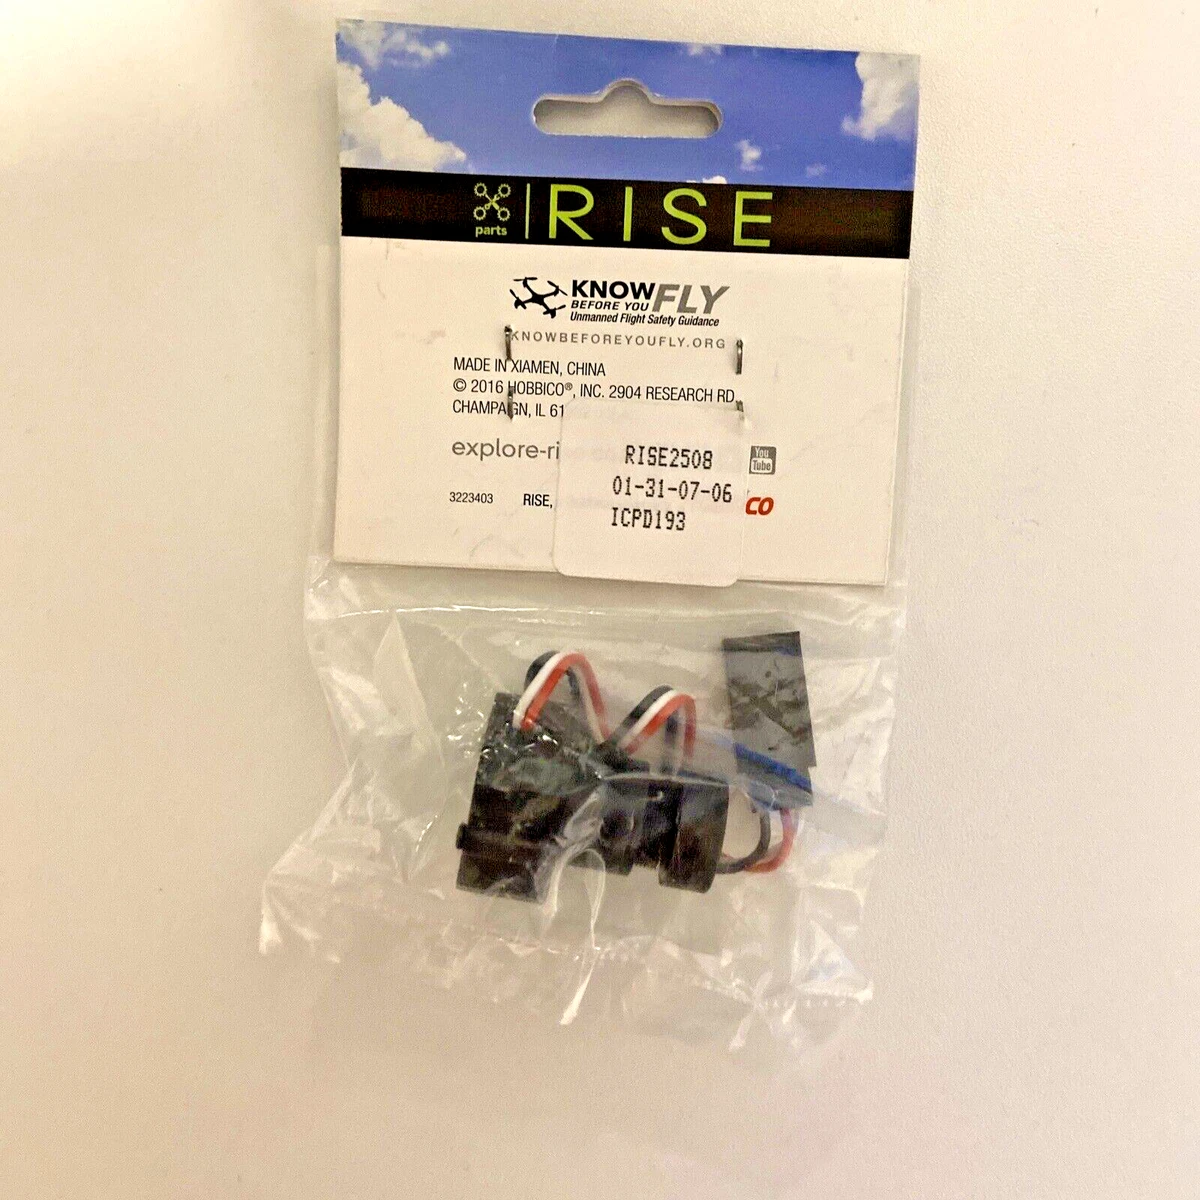 parts
RISE
KNOW
BEFORE YOU
FLY
Unmanned Flight Safety Guidance
KNOWBEFOREYOUFLY.ORG
MADE IN XIAMEN, CHINA
© 2016 HOBBICO®, INC. 2904 RESEARCH RD.
CHAMPAIGN, IL 61
explore-ri
You
Tube
3223403 RISE,
CO
RISE2508
01-31-07-06
ICPD193